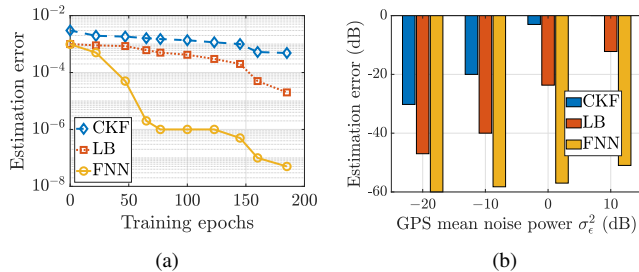 10^{-2}
10^{-4}
10^{-6}
10^{-8}
Estimation error
CKF
LB
FNN
0 50 100 150 200
Training epochs
(a)
0
-20
-40
-60
Estimation error (dB)
CKF
LB
FNN
-20 -10 0 10
GPS mean noise power σ_ϵ^2 (dB)
(b)